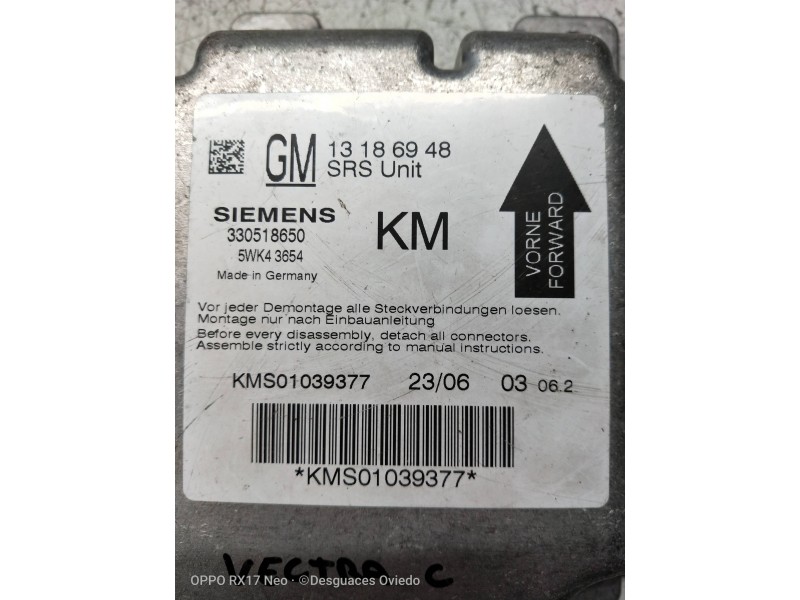 GM 13 18 69 48
SRS Unit
SIEMENS
330518650
KM
5WK4 3654
Made in Germany
VORNE
FORWARD
Vor jeder Demontage alle Steckverbindungen loesen.
Montage nur nach Einbauanleitung
Before every disassembly, detach all connectors.
Assemble strictly according to manual instructions.
KMS01039377 23/06 03 06.2
*KMS01039377*
VECTRA C
OPPO RX17 Neo · ©Desguaces Oviedo